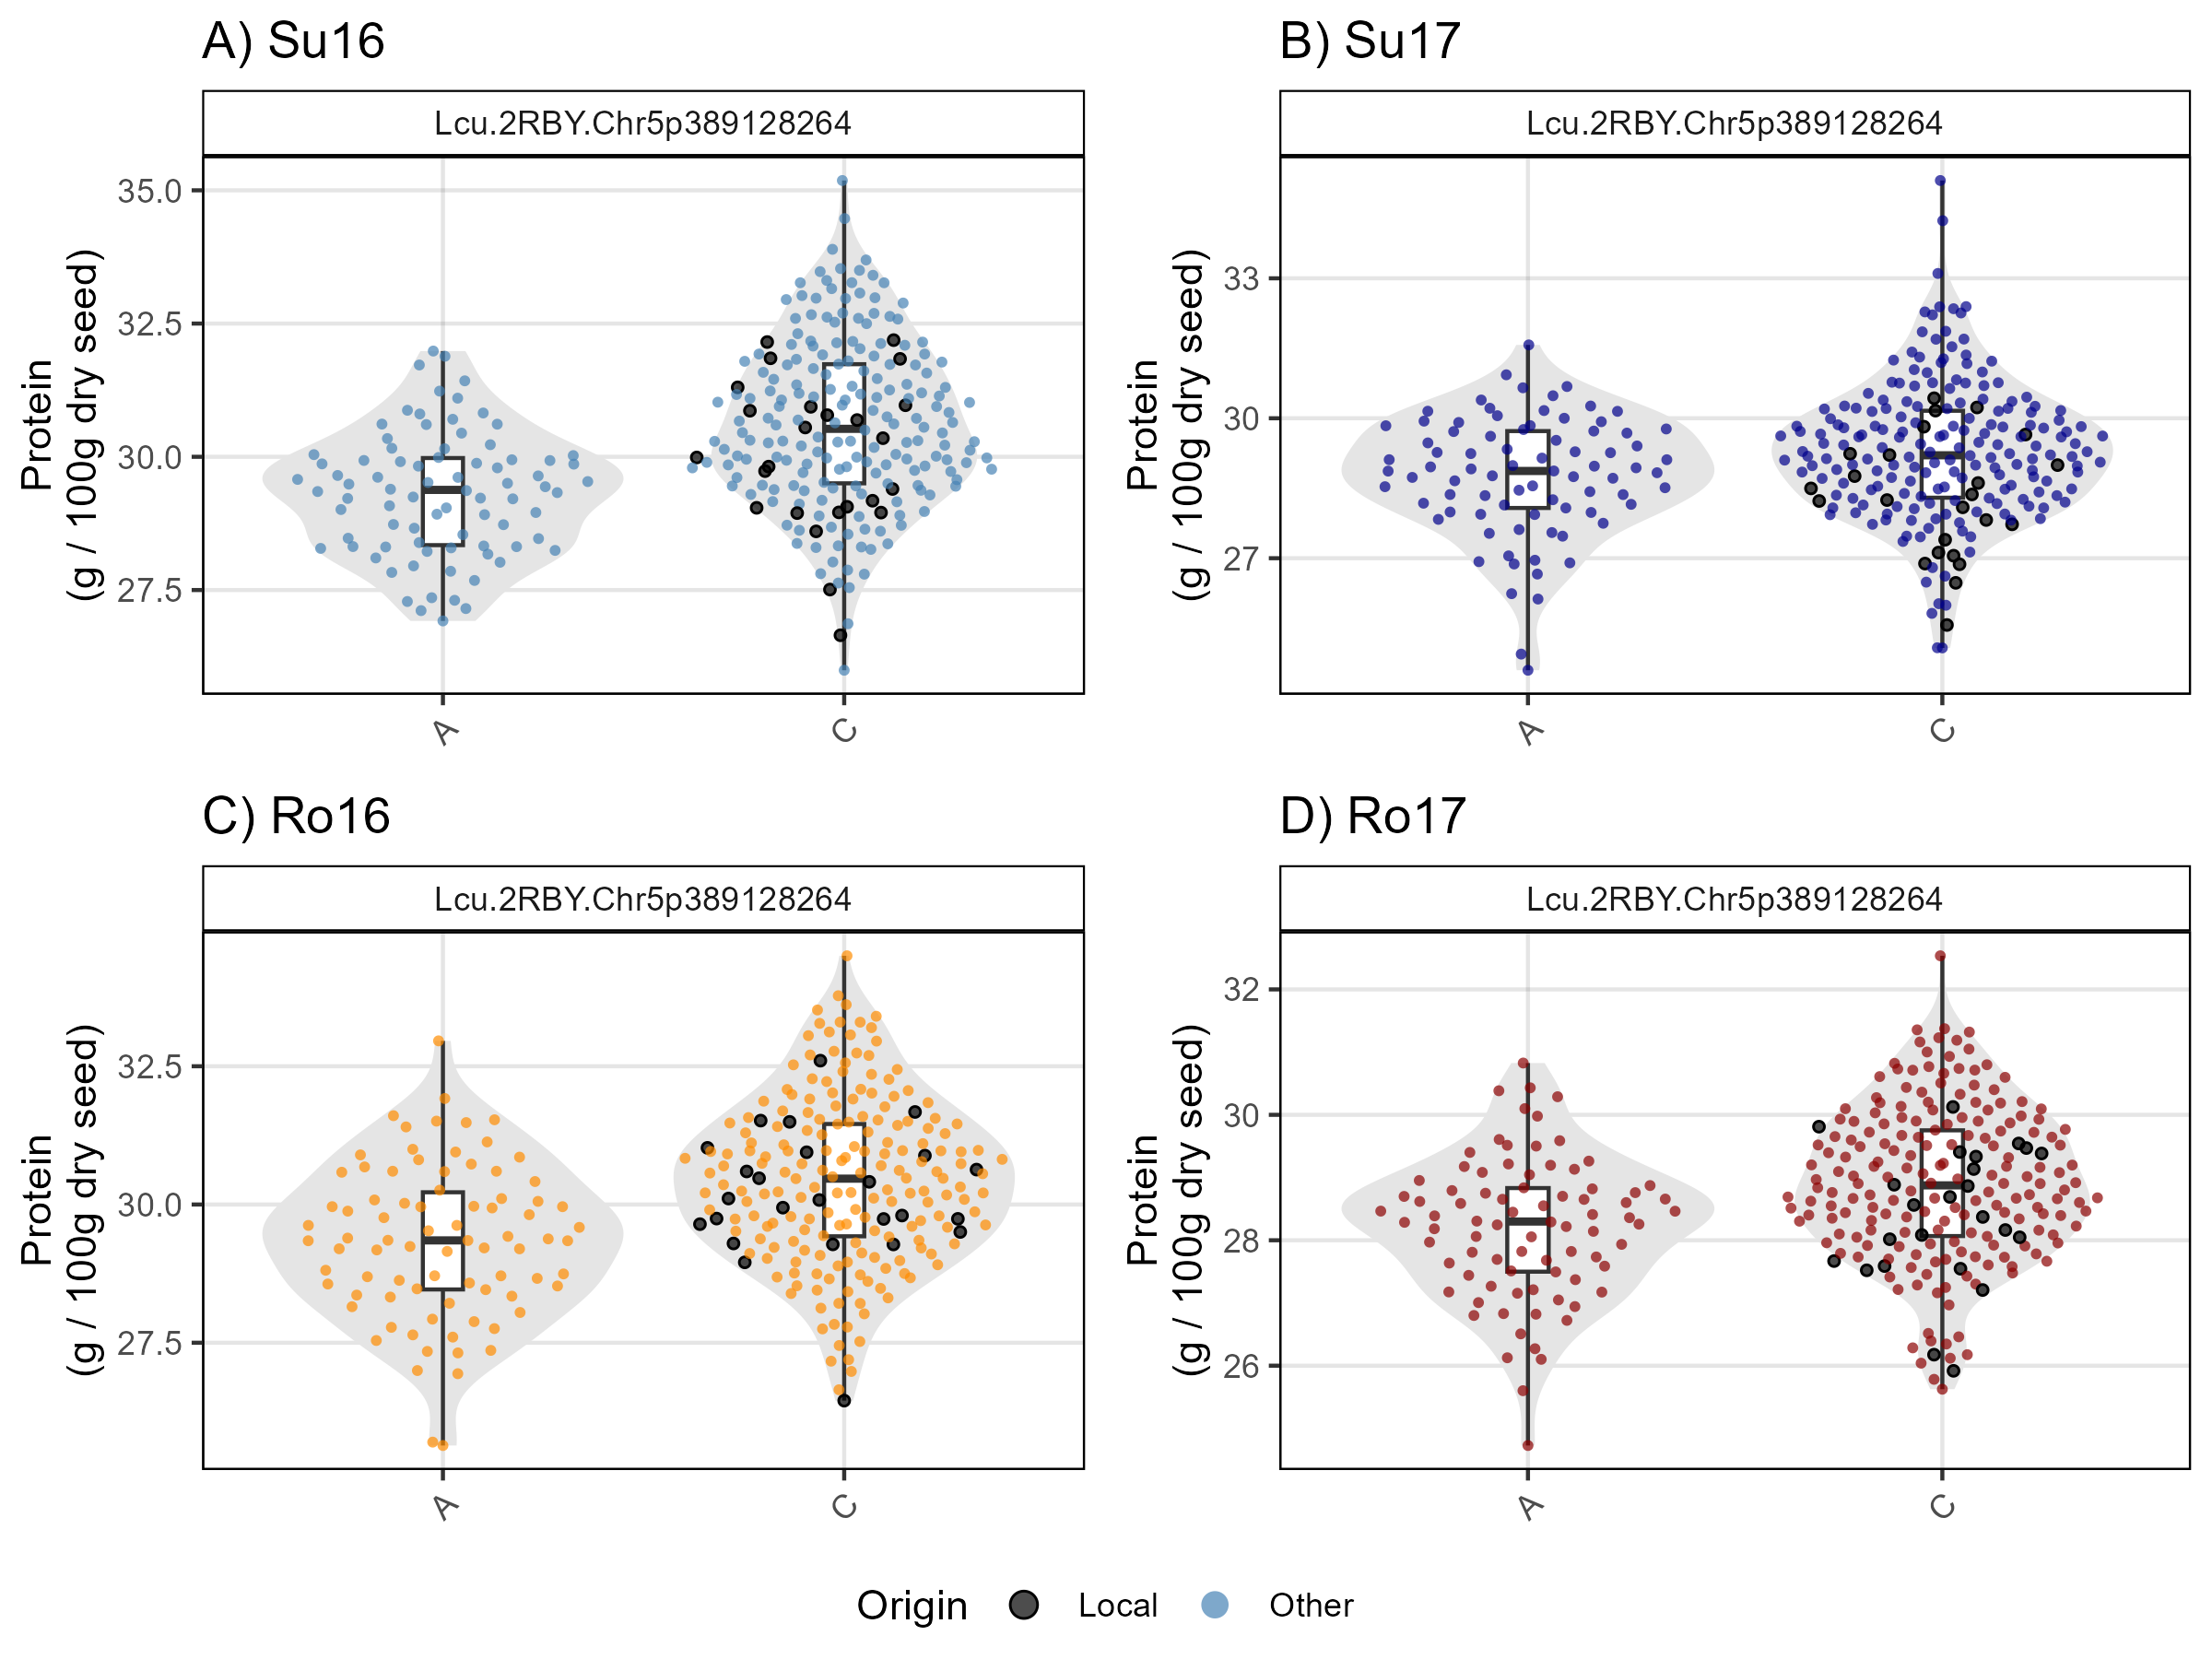 A) Su16
Lcu.2RBY.Chr5p389128264
Protein
(g / 100g dry seed)
35.0
32.5
30.0
27.5
A
C
B) Su17
Lcu.2RBY.Chr5p389128264
Protein
(g / 100g dry seed)
33
30
27
A
C
C) Ro16
Lcu.2RBY.Chr5p389128264
Protein
(g / 100g dry seed)
32.5
30.0
27.5
A
C
D) Ro17
Lcu.2RBY.Chr5p389128264
Protein
(g / 100g dry seed)
32
30
28
26
A
C
Origin Local Other